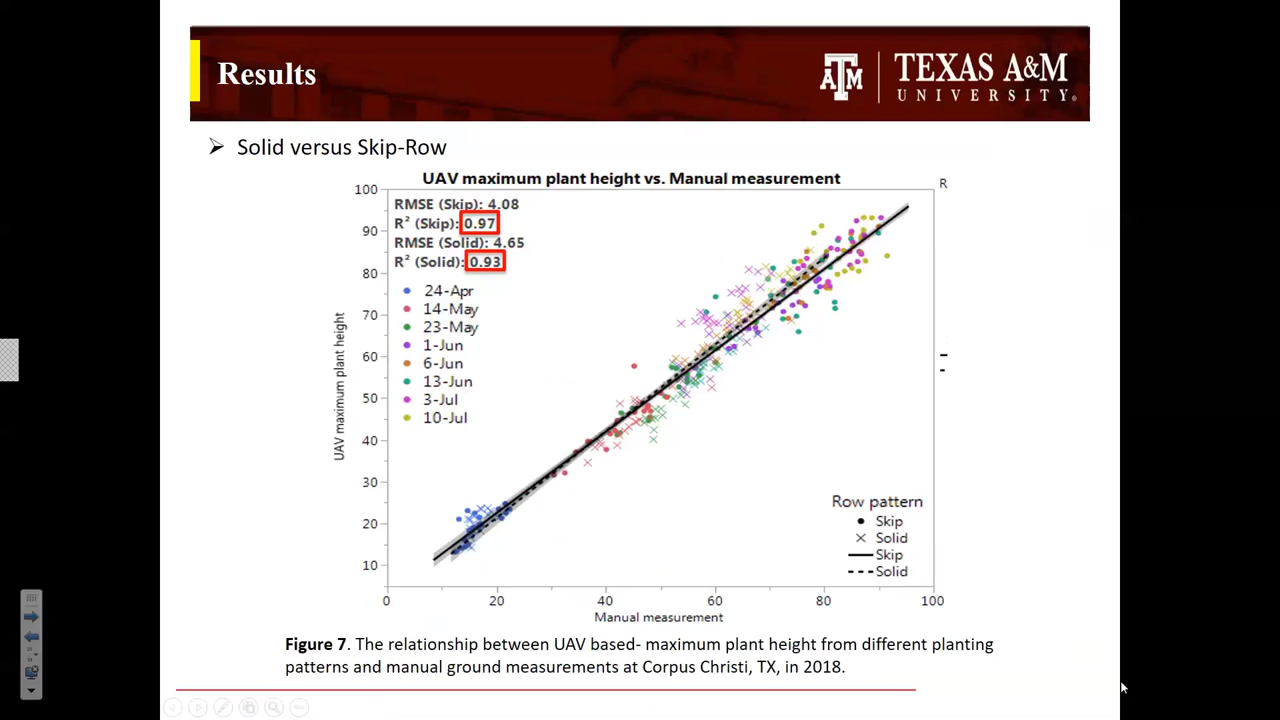 Results
TEXAS A&M
UNIVERSITY
ATM
Solid versus Skip-Row
UAV maximum plant height vs. Manual measurement
R
RMSE (Skip): 4.08
R² (Skip): 0.97
RMSE (Solid): 4.65
R² (Solid): 0.93
24-Apr
14-May
23-May
1-Jun
6-Jun
13-Jun
3-Jul
10-Jul
UAV maximum plant height
100
90
80
70
60
50
40
30
20
10
Row pattern
Skip
Solid
Skip
Solid
0 20 40 60 80 100
Manual measurement
Figure 7. The relationship between UAV based- maximum plant height from different planting
patterns and manual ground measurements at Corpus Christi, TX, in 2018.